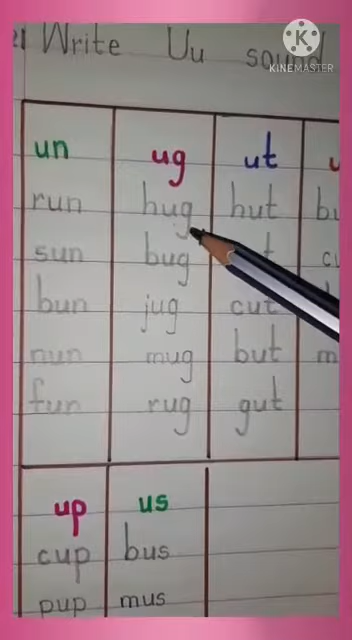 Write Uu sound
KINEMASTER
un ug ut
run hug hut
sun bug
bun jug cut
nun mug but
fun rug gut
up us
cup bus
pup mus